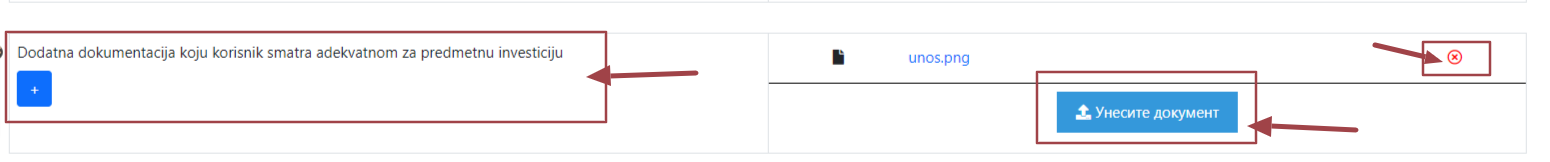 Dodatna dokumentacija koju korisnik smatra adekvatnom za predmetnu investiciju
+
unos.png
Унесите документ